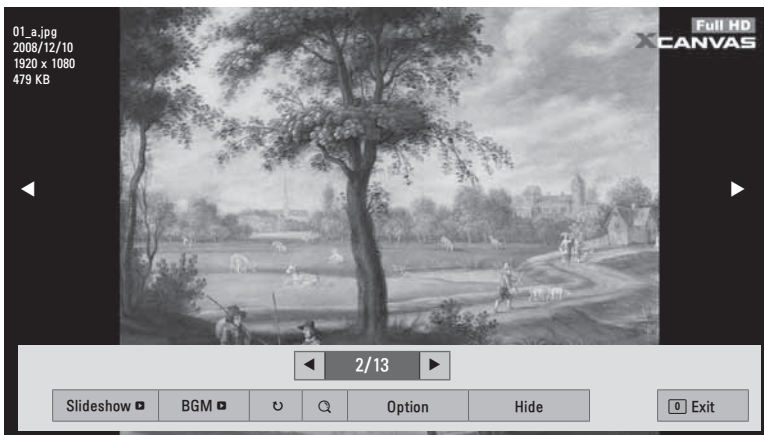 01_a.jpg
2008/12/10
1920 x 1080
479 KB
Full HD
XCANVAS
2/13
Slideshow
BGM
Option
Hide
0 Exit